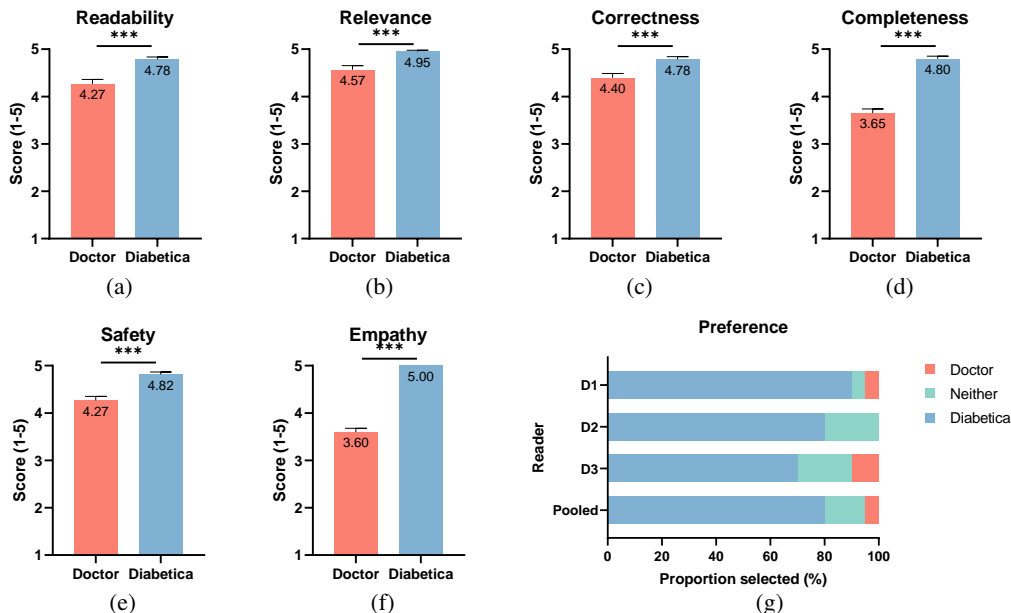 Readability
***
Score (1-5)
5
4
3
2
1
4.27
4.78
Doctor Diabetica
(a)
Relevance
***
Score (1-5)
5
4
3
2
1
4.57
4.95
Doctor Diabetica
(b)
Correctness
***
Score (1-5)
5
4
3
2
1
4.40
4.78
Doctor Diabetica
(c)
Completeness
***
Score (1-5)
5
4
3
2
1
3.65
4.80
Doctor Diabetica
(d)
Safety
***
Score (1-5)
5
4
3
2
1
4.27
4.82
Doctor Diabetica
(e)
Empathy
***
Score (1-5)
5
4
3
2
1
3.60
5.00
Doctor Diabetica
(f)
Preference
Reader
D1
D2
D3
Pooled
0 20 40 60 80 100
Proportion selected (%)
Doctor
Neither
Diabetica
(g)